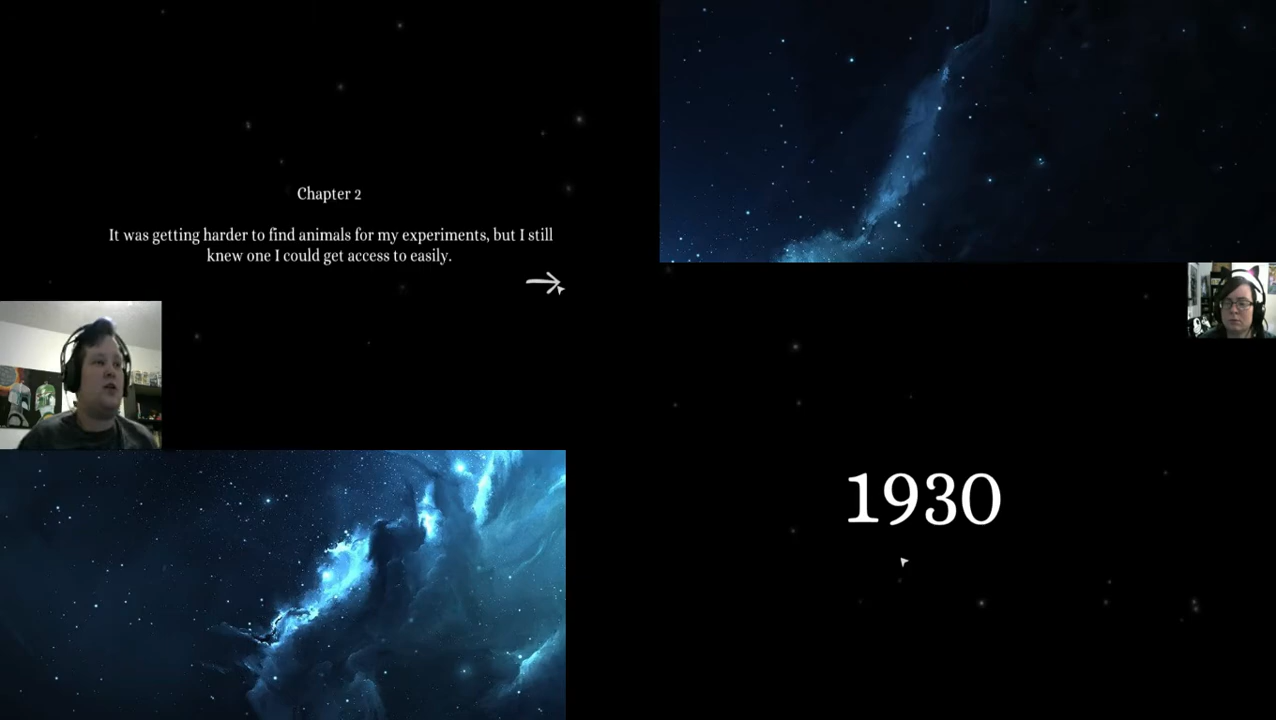 Chapter 2
It was getting harder to find animals for my experiments, but I still
knew one I could get access to easily.
1930